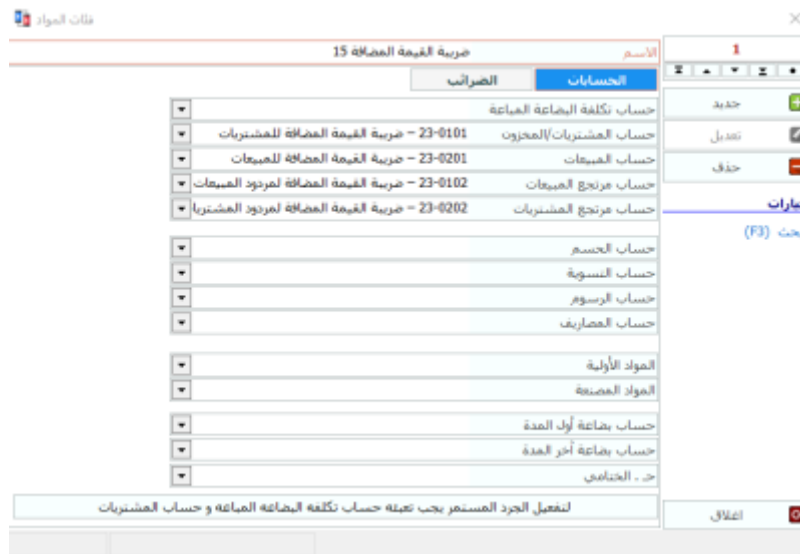 فئات المواد
الاسم ضريبة القيمة المضافة 15
1
الحسابات الضرائب
جديد
تعديل
حذف
بحث (F3)
حساب تكلفة البضاعة المباعة
حساب المشتريات/المخزون 0101-23 – ضريبة القيمة المضافة للمشتريات
حساب المبيعات 0201-23 – ضريبة القيمة المضافة للمبيعات
حساب مرتجع المبيعات 0102-23 – ضريبة القيمة المضافة لمردود المبيعات
حساب مرتجع المشتريات 0202-23 – ضريبة القيمة المضافة لمردود المشتريا
حساب الحسم
حساب التسوية
حساب الرسوم
حساب المصاريف
المواد الأولية
المواد المصنعة
حساب بضاعة أول المدة
حساب بضاعة أخر المدة
حـ . الختامي
لتفعيل الجرد المستمر يجب تعبئة حساب تكلفة البضاعة المباعة و حساب المشتريات
اغلاق